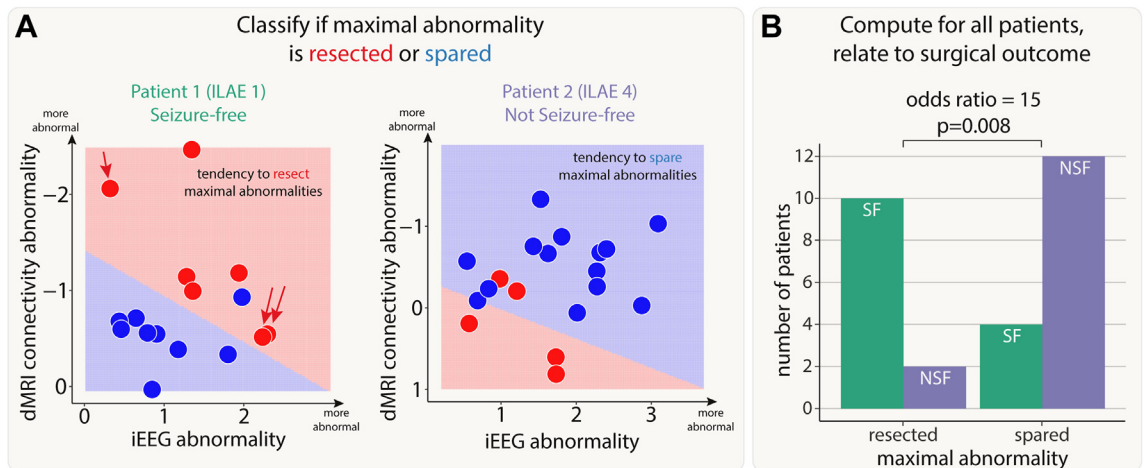 A
Classify if maximal abnormality
is resected or spared
Patient 1 (ILAE 1)
Seizure-free
more
abnormal
dMRI connectivity abnormality
−2
−1
0
tendency to resect
maximal abnormalities
0
1
2
more
abnormal
iEEG abnormality
Patient 2 (ILAE 4)
Not Seizure-free
more
abnormal
dMRI connectivity abnormality
−1
0
1
tendency to spare
maximal abnormalities
1
2
3
more
abnormal
iEEG abnormality
B
Compute for all patients,
relate to surgical outcome
odds ratio = 15
p=0.008
number of patients
12
10
8
6
4
2
0
SF
NSF
SF
NSF
resected
spared
maximal abnormality